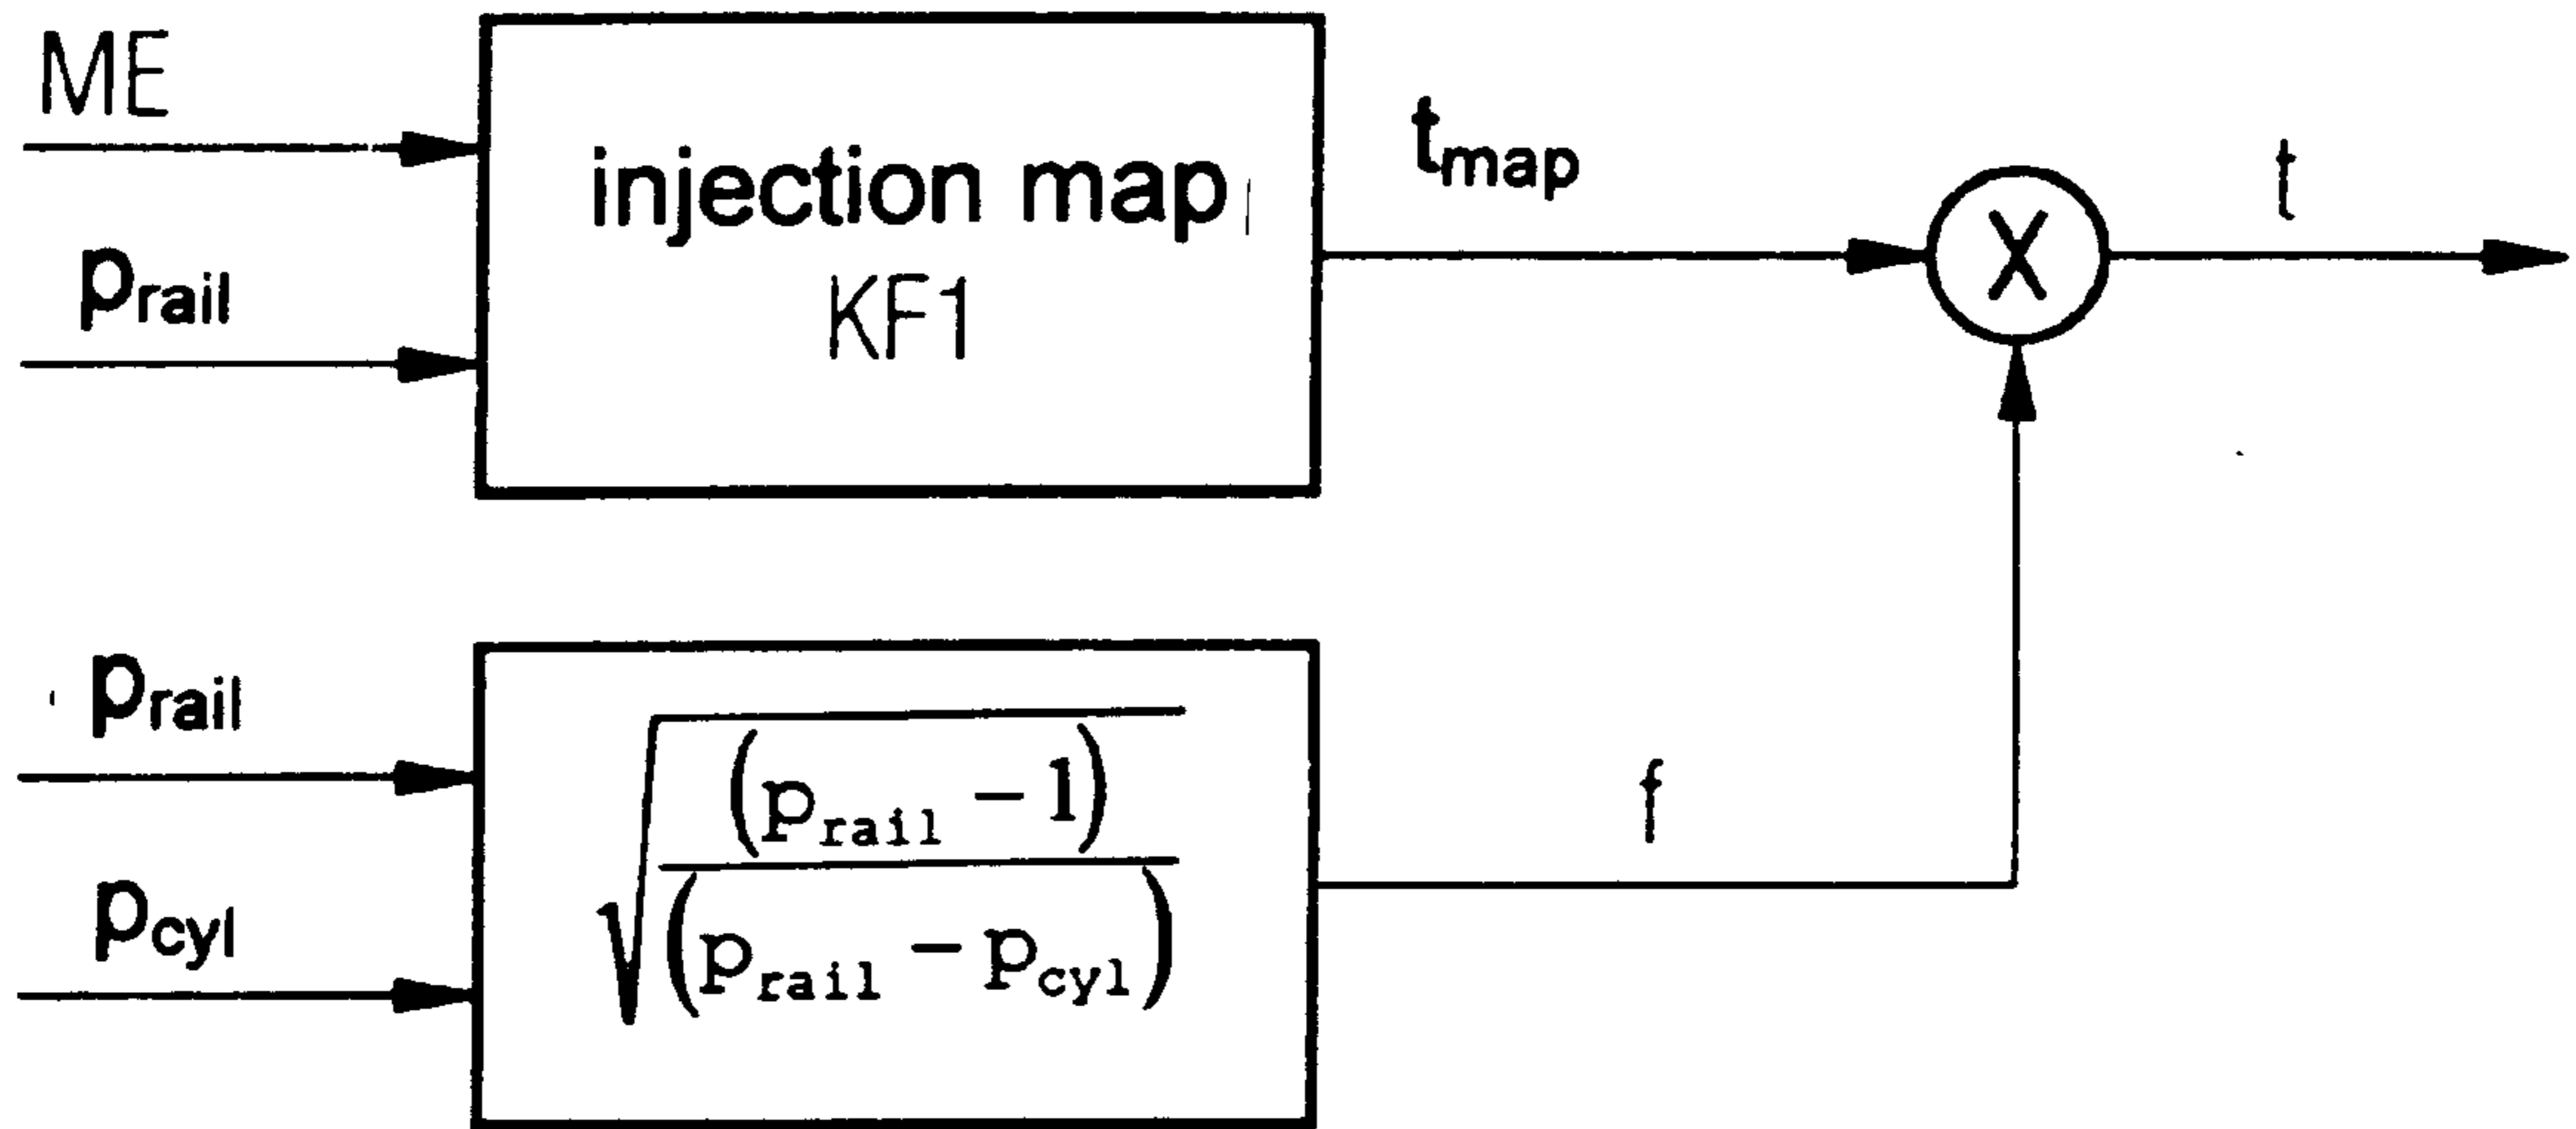 ME
p_rail
injection map
KF1
t_map
X
t
p_rail
p_cyl
√((p_rail − 1) / (p_rail − p_cyl))
f